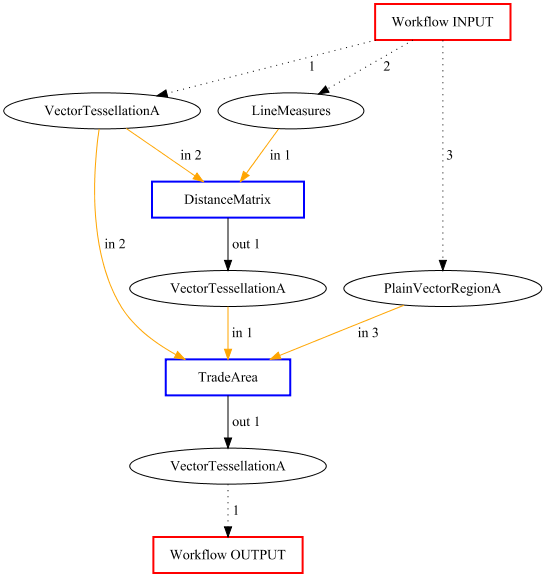 Workflow INPUT
1
2
VectorTessellationA
LineMeasures
in 2
in 1
3
DistanceMatrix
in 2
out 1
VectorTessellationA
PlainVectorRegionA
in 1
in 3
TradeArea
out 1
VectorTessellationA
1
Workflow OUTPUT